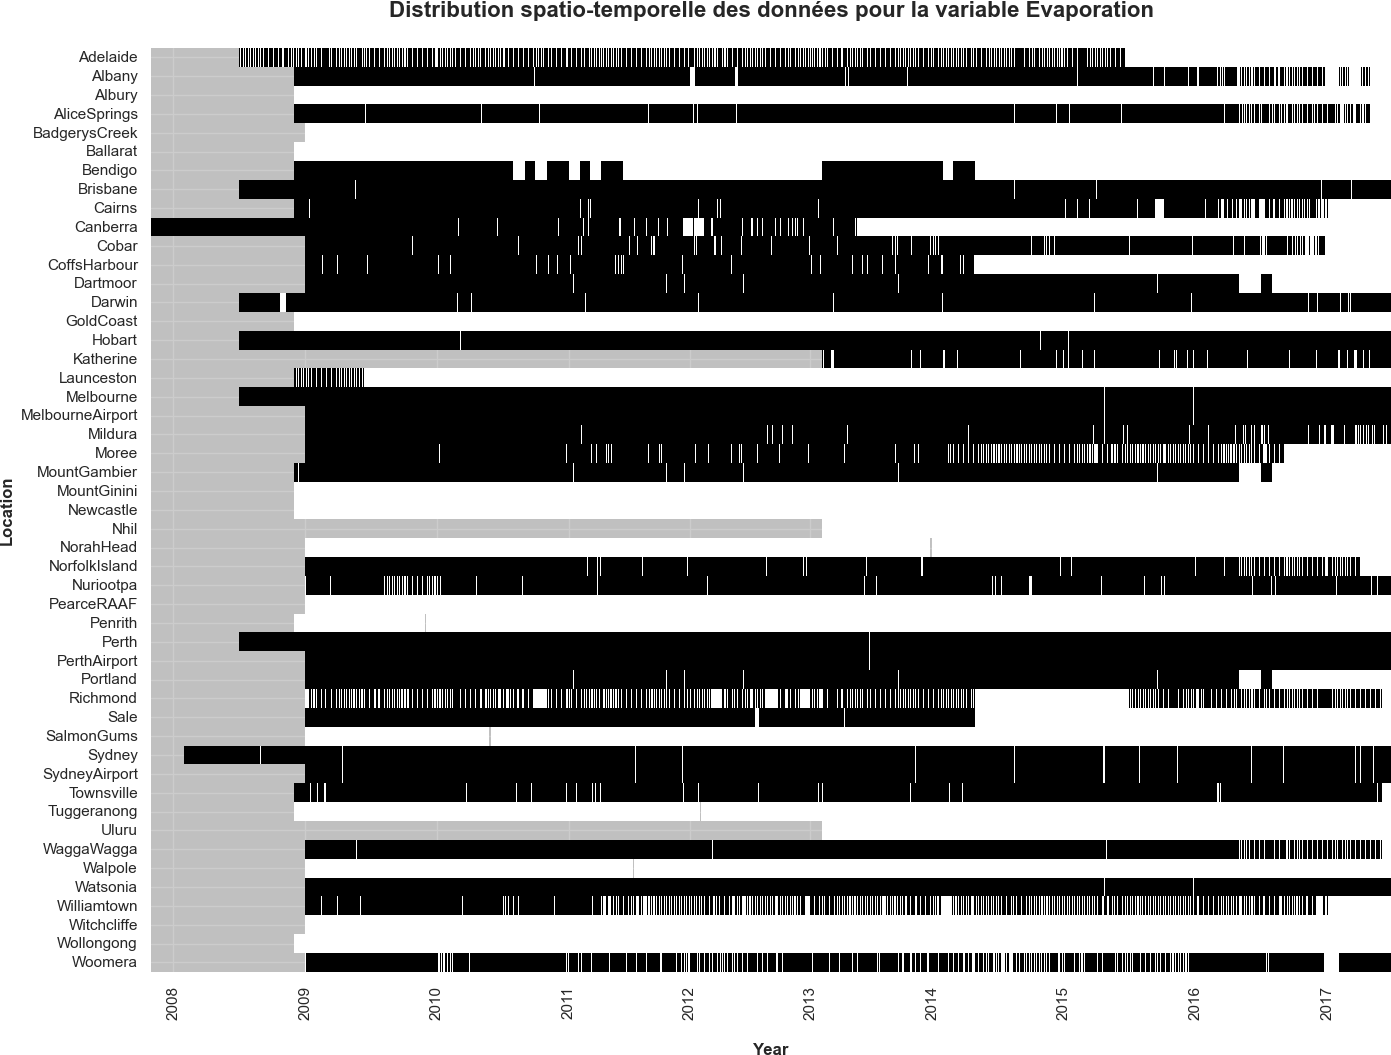 Distribution spatio-temporelle des données pour la variable Evaporation
Adelaide
Albany
Albury
AliceSprings
BadgerysCreek
Ballarat
Bendigo
Brisbane
Cairns
Canberra
Cobar
CoffsHarbour
Dartmoor
Darwin
GoldCoast
Hobart
Katherine
Launceston
Melbourne
MelbourneAirport
Mildura
Moree
MountGambier
MountGinini
Newcastle
Nhil
NorahHead
NorfolkIsland
Nuriootpa
PearceRAAF
Penrith
Perth
PerthAirport
Portland
Richmond
Sale
SalmonGums
Sydney
SydneyAirport
Townsville
Tuggeranong
Uluru
WaggaWagga
Walpole
Watsonia
Williamtown
Witchcliffe
Wollongong
Woomera
Location
2008
2009
2010
2011
2012
2013
2014
2015
2016
2017
Year